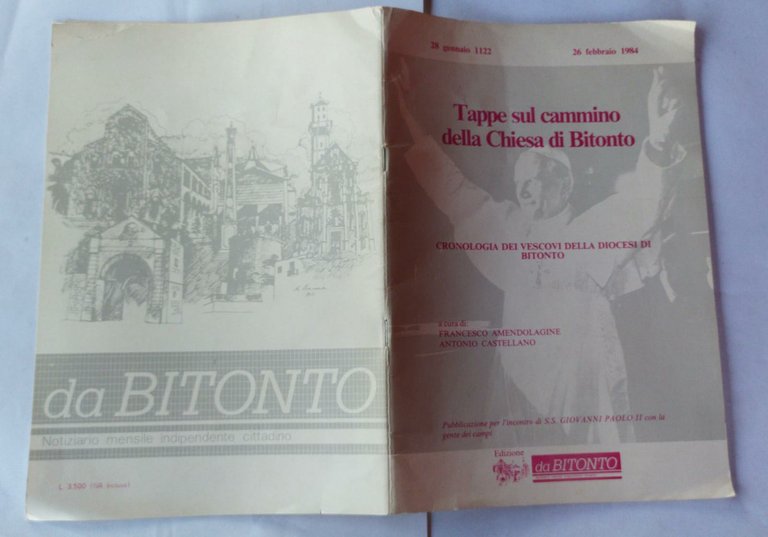 da BITONTO
Notiziario mensile indipendente cittadino
L. 3.500 (IVA inclusa)
28 gennaio 1122
26 febbraio 1984
Tappe sul cammino
della Chiesa di Bitonto
CRONOLOGIA DEI VESCOVI DELLA DIOCESI DI
BITONTO
a cura di:
FRANCESCO AMENDOLAGINE
ANTONIO CASTELLANO
Pubblicazione per l'incontro di S.S. GIOVANNI PAOLO II con la
gente dei campi
Edizione
da BITONTO